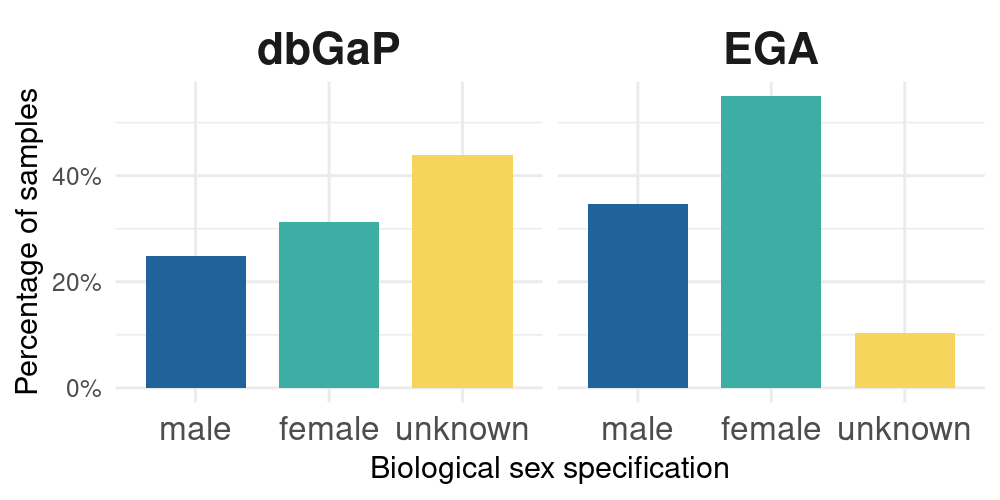 dbGaP EGA
Percentage of samples
40%
20%
0%
male female unknown male female unknown
Biological sex specification